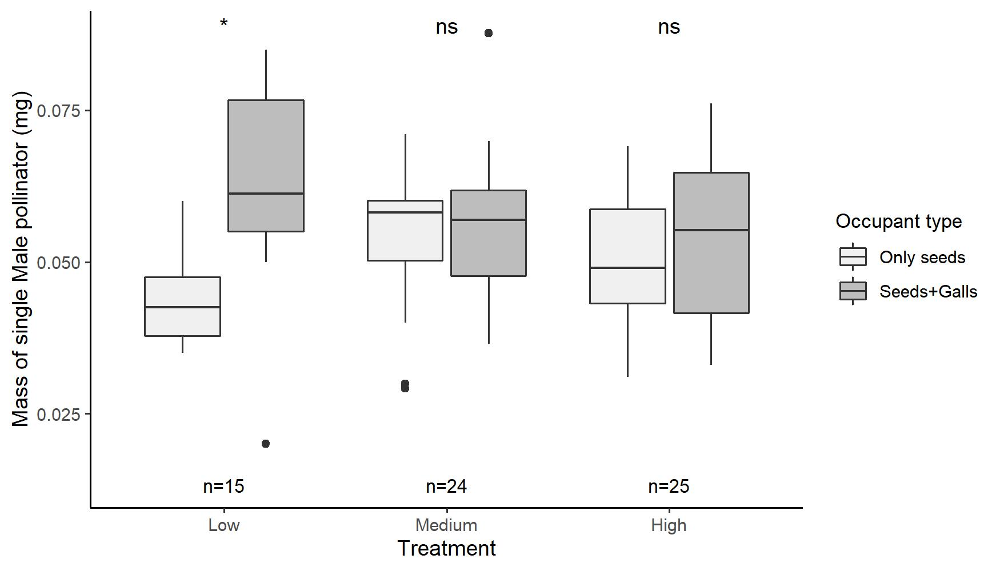 *
ns
ns
Mass of single Male pollinator (mg)
0.075
0.050
0.025
n=15
n=24
n=25
Low
Medium
High
Treatment
Occupant type
Only seeds
Seeds+Galls